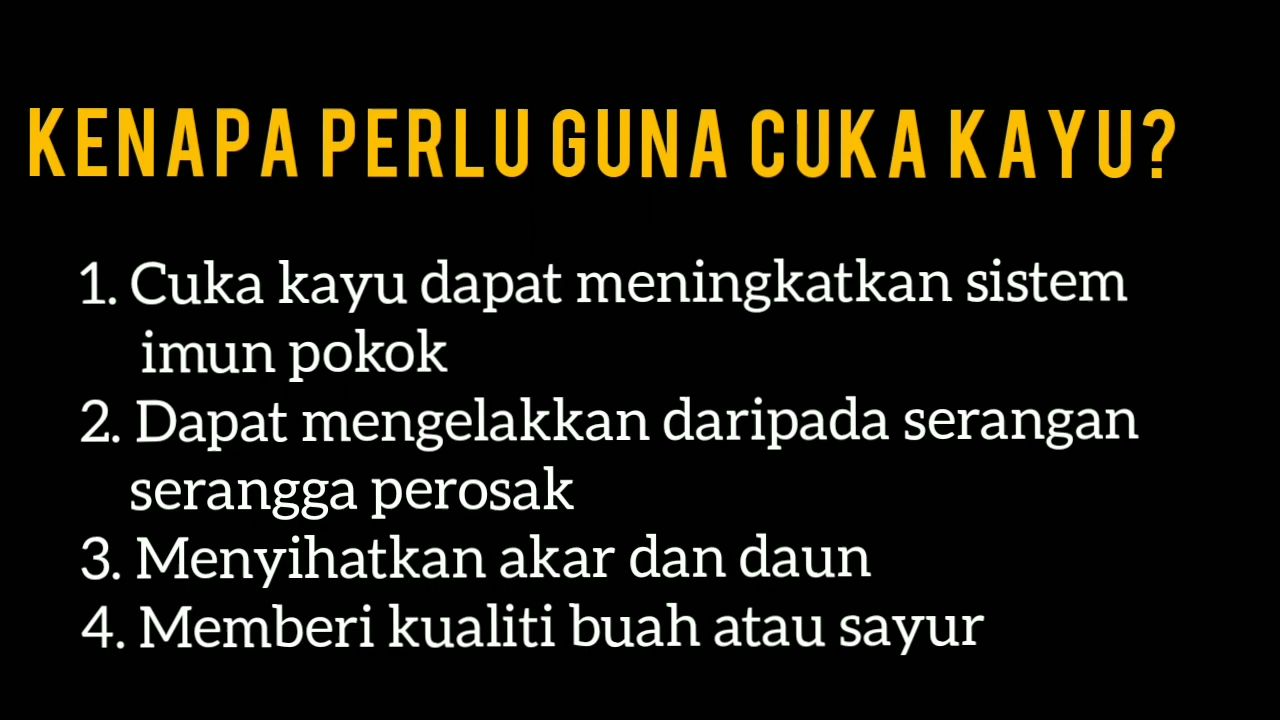 KENAPA PERLU GUNA CUKA KAYU?
1. Cuka kayu dapat meningkatkan sistem
imun pokok
2. Dapat mengelakkan daripada serangan
serangga perosak
3. Menyihatkan akar dan daun
4. Memberi kualiti buah atau sayur